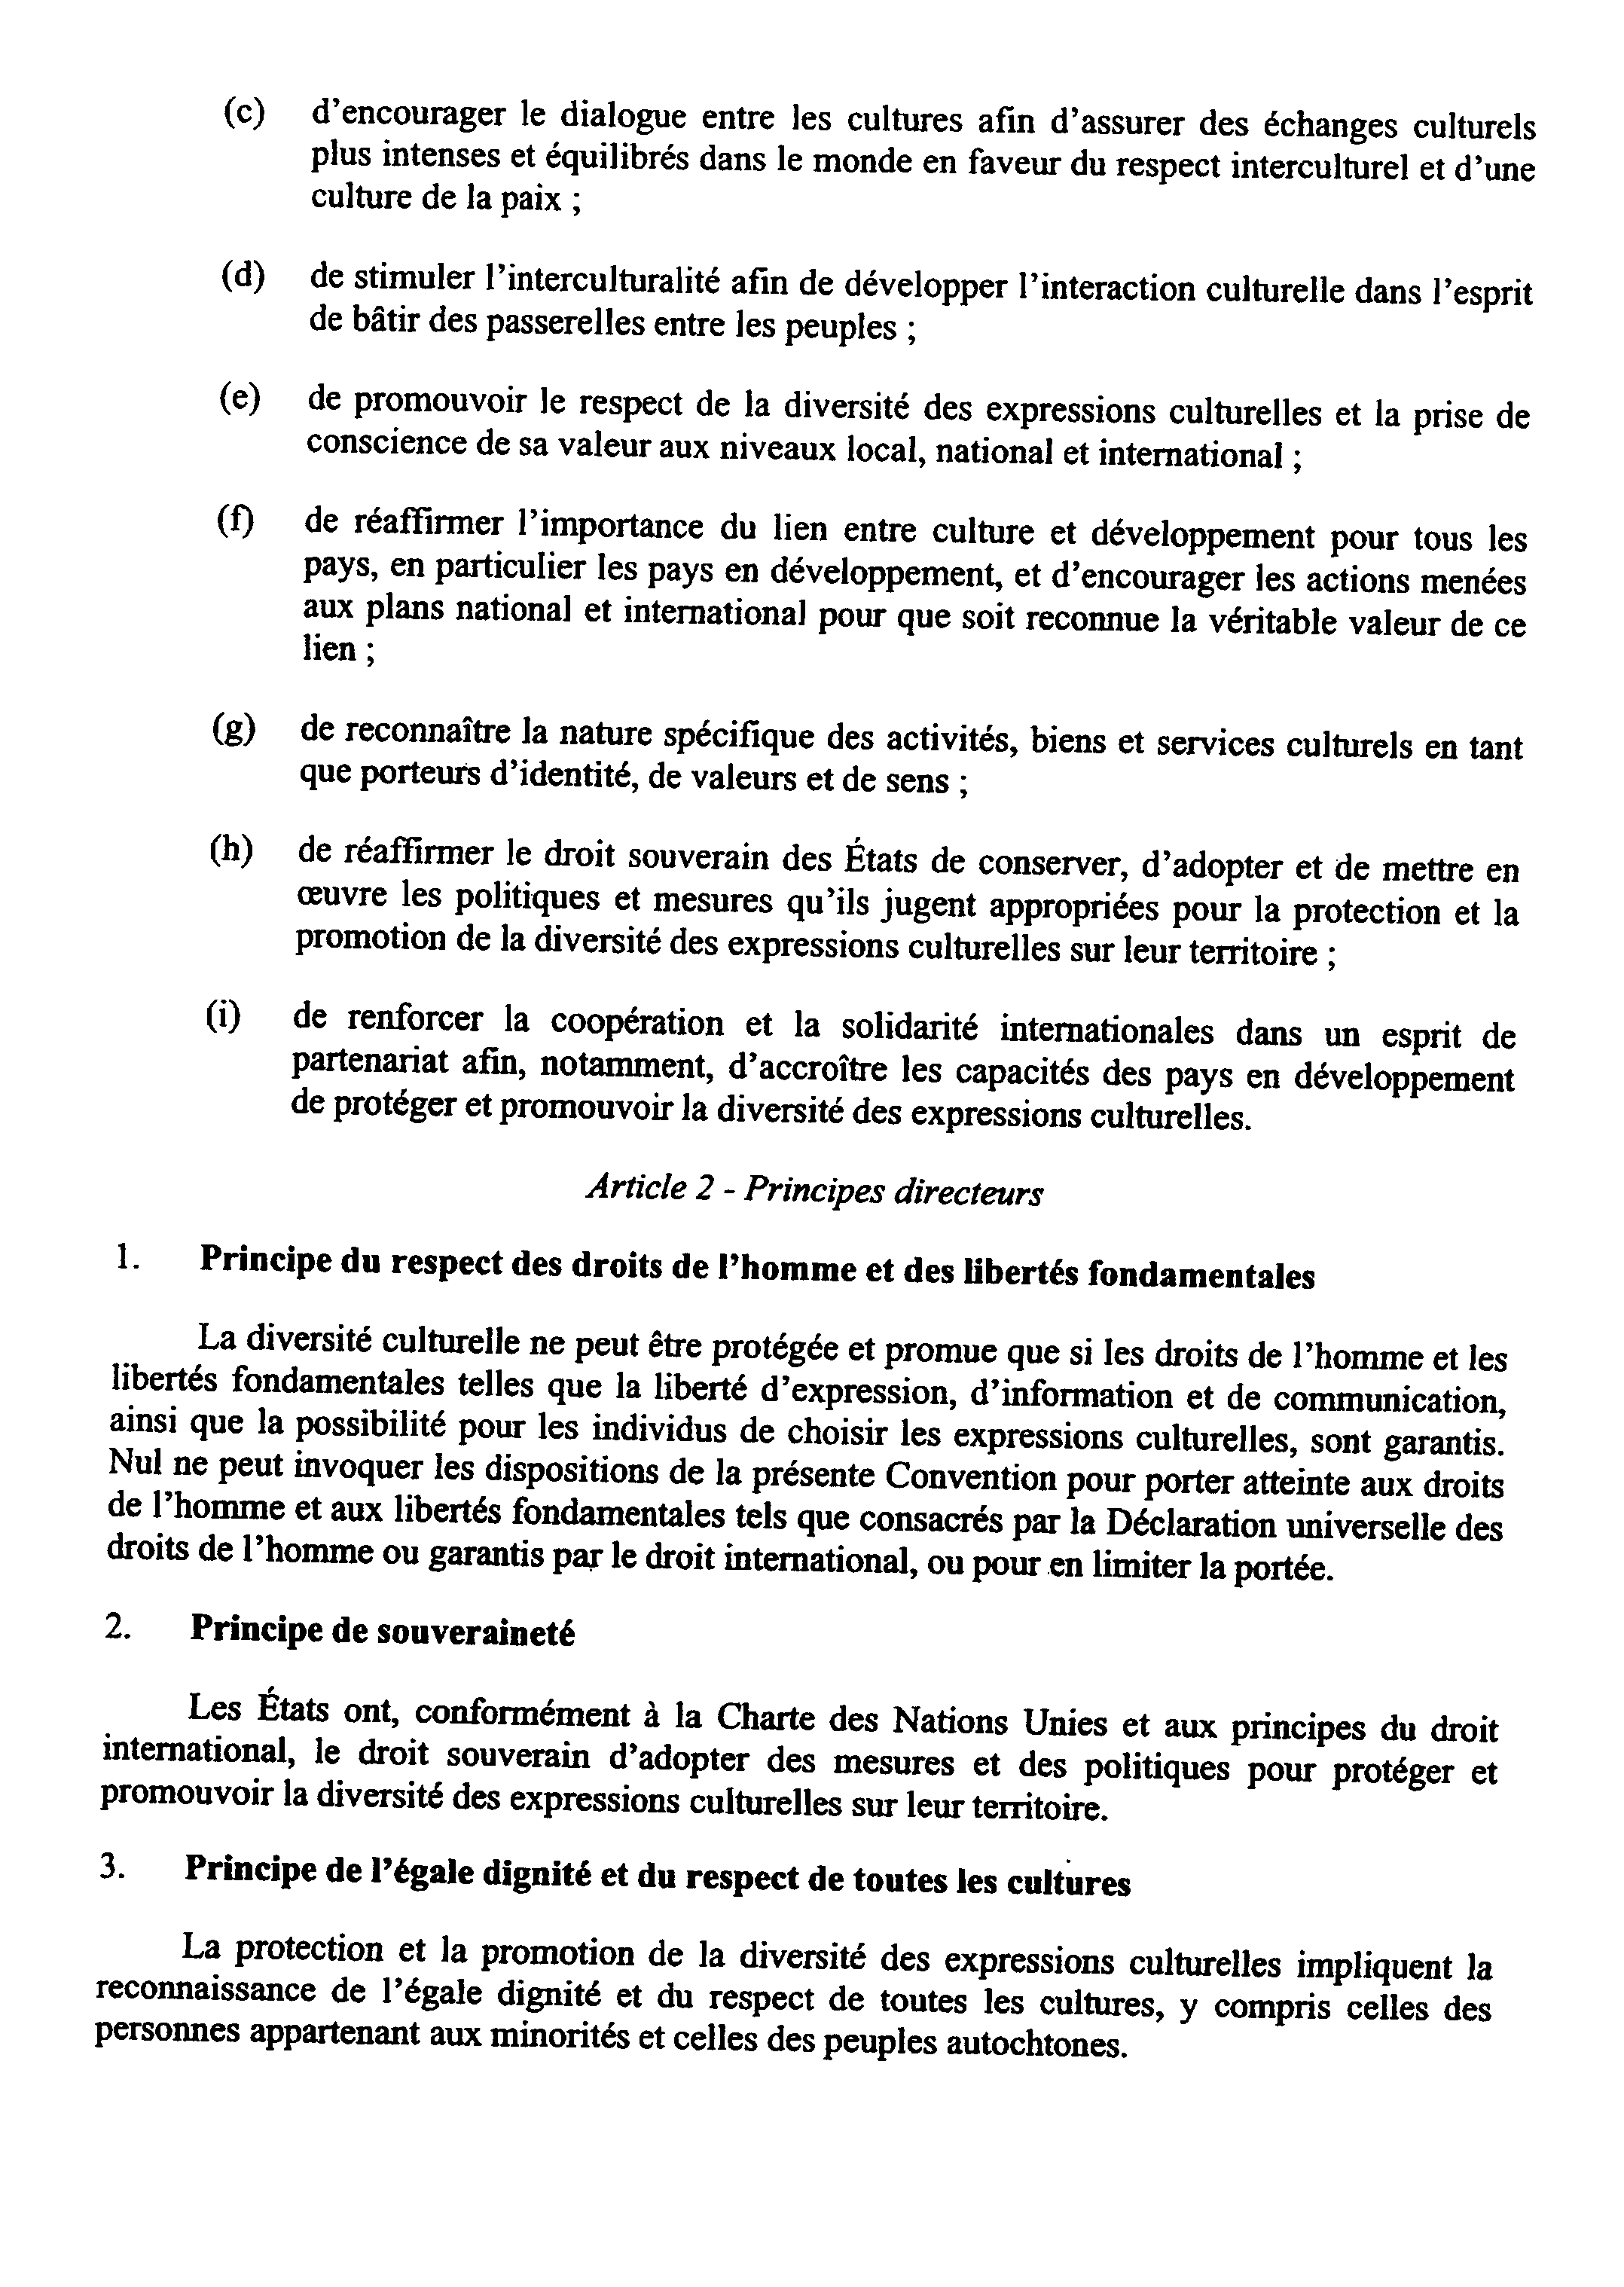 (c) d'encourager le dialogue entre les cultures afin d'assurer des échanges culturels
plus intenses et équilibrés dans le monde en faveur du respect interculturel et d'une
culture de la paix ;
(d) de stimuler l'interculturalité afin de développer l'interaction culturelle dans l'esprit
de bâtir des passerelles entre les peuples ;
(e) de promouvoir le respect de la diversité des expressions culturelles et la prise de
conscience de sa valeur aux niveaux local, national et international ;
(f) de réaffirmer l'importance du lien entre culture et développement pour tous les
pays, en particulier les pays en développement, et d'encourager les actions menées
aux plans national et international pour que soit reconnue la véritable valeur de ce
lien ;
(g) de reconnaître la nature spécifique des activités, biens et services culturels en tant
que porteurs d'identité, de valeurs et de sens ;
(h) de réaffirmer le droit souverain des États de conserver, d'adopter et de mettre en
œuvre les politiques et mesures qu'ils jugent appropriées pour la protection et la
promotion de la diversité des expressions culturelles sur leur territoire ;
(i) de renforcer la coopération et la solidarité internationales dans un esprit de
partenariat afin, notamment, d'accroître les capacités des pays en développement
de protéger et promouvoir la diversité des expressions culturelles.
Article 2 - Principes directeurs
1. Principe du respect des droits de l'homme et des libertés fondamentales
La diversité culturelle ne peut être protégée et promue que si les droits de l'homme et les
libertés fondamentales telles que la liberté d'expression, d'information et de communication,
ainsi que la possibilité pour les individus de choisir les expressions culturelles, sont garantis.
Nul ne peut invoquer les dispositions de la présente Convention pour porter atteinte aux droits
de l'homme et aux libertés fondamentales tels que consacrés par la Déclaration universelle des
droits de l'homme ou garantis par le droit international, ou pour en limiter la portée.
2. Principe de souveraineté
Les États ont, conformément à la Charte des Nations Unies et aux principes du droit
international, le droit souverain d'adopter des mesures et des politiques pour protéger et
promouvoir la diversité des expressions culturelles sur leur territoire.
3. Principe de l'égale dignité et du respect de toutes les cultures
La protection et la promotion de la diversité des expressions culturelles impliquent la
reconnaissance de l'égale dignité et du respect de toutes les cultures, y compris celles des
personnes appartenant aux minorités et celles des peuples autochtones.